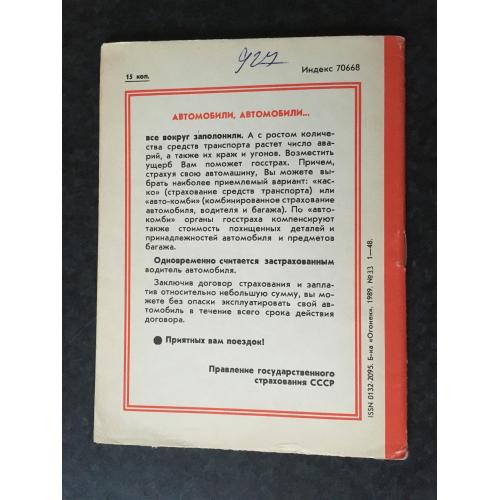 927
15 коп.
Индекс 70668
АВТОМОБИЛИ, АВТОМОБИЛИ...
все вокруг заполонили. А с ростом количе-
ства средств транспорта растет число ава-
рий, а также их краж и угонов. Возместить
ущерб Вам поможет госстрах. Причем,
страхуя свою автомашину, Вы можете вы-
брать наиболее приемлемый вариант: «кас-
ко» (страхование средств транспорта) или
«авто-комби» (комбинированное страхование
автомобиля, водителя и багажа). По «авто-
комби» органы госстраха компенсируют
также стоимость похищенных деталей и
принадлежностей автомобиля и предметов
багажа.
Одновременно считается застрахованным
водитель автомобиля.
Заключив договор страхования и запла-
тив относительно небольшую сумму, вы мо-
жете без опаски эксплуатировать свой ав-
томобиль в течение всего срока действия
договора.
Приятных вам поездок!
Правление государственного
страхования СССР
ISSN 0132-2095. Б-ка «Огонек». 1989. № 33 1—48.